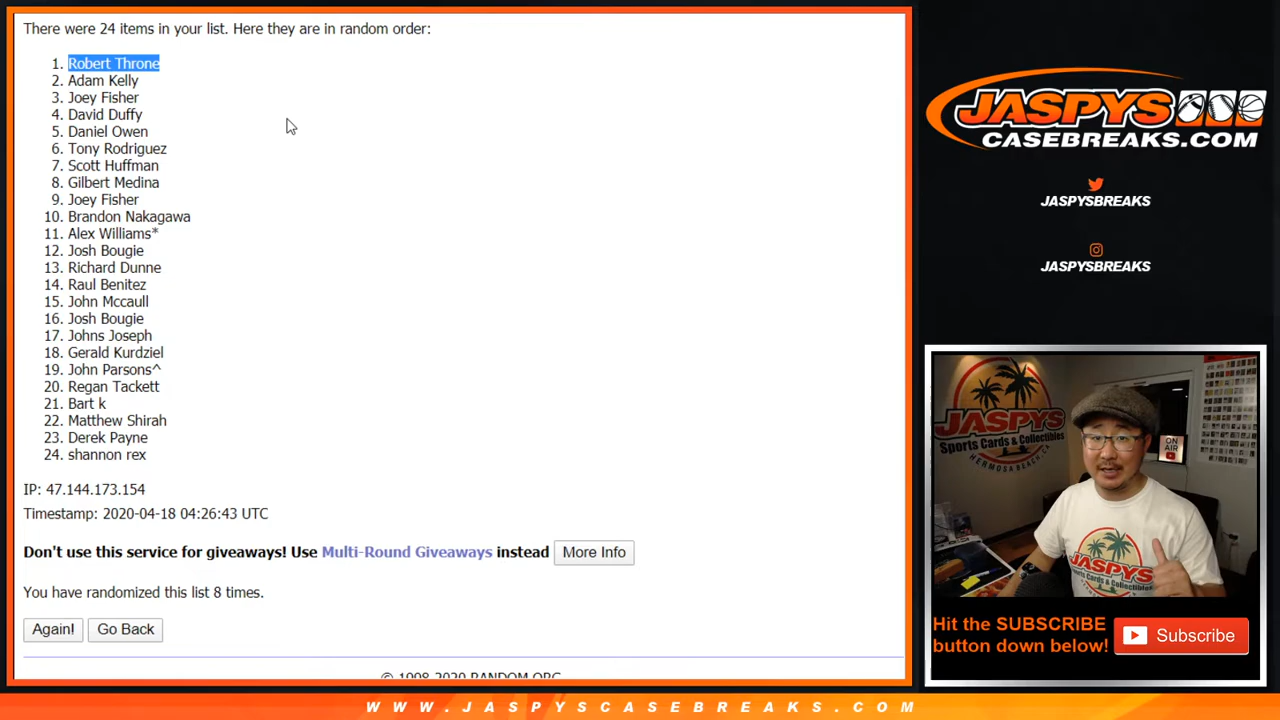 There were 24 items in your list. Here they are in random order:
1. Robert Throne
2. Adam Kelly
3. Joey Fisher
4. David Duffy
5. Daniel Owen
6. Tony Rodriguez
7. Scott Huffman
8. Gilbert Medina
9. Joey Fisher
10. Brandon Nakagawa
11. Alex Williams*
12. Josh Bougie
13. Richard Dunne
14. Raul Benitez
15. John Mccaull
16. Josh Bougie
17. Johns Joseph
18. Gerald Kurdziel
19. John Parsons^
20. Regan Tackett
21. Bart k
22. Matthew Shirah
23. Derek Payne
24. shannon rex
IP: 47.144.173.154
Timestamp: 2020-04-18 04:26:43 UTC
Don't use this service for giveaways! Use Multi-Round Giveaways instead More Info
You have randomized this list 8 times.
Again! Go Back
© 1998-2020 RANDOM.ORG
JASPYS
CASEBREAKS.COM
JASPYSBREAKS
JASPYSBREAKS
JASPYS
Sports Cards & Collectibles
HERMOSA BEACH, CA
ON
AIR
JASPYS
Sports Cards & Collectibles
Hit the SUBSCRIBE
button down below!
Subscribe
WWW.JASPYSCASEBREAKS.COM